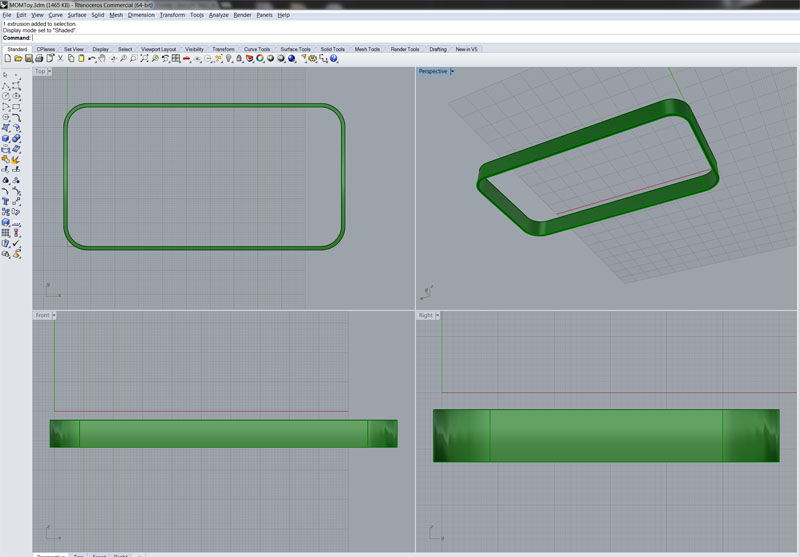 MOMToy.3dm (1465 KB) - Rhinoceros Commercial (64-bit)
File Edit View Curve Surface Solid Mesh Dimension Transform Tools Analyze Render Panels Help
1 extrusion added to selection.
Display mode set to "Shaded".
Command:
Standard CPlanes Set View Display Select Viewport Layout Visibility Transform Curve Tools Surface Tools Solid Tools Mesh Tools Render Tools Drafting New in V5
Top
Perspective
Front
Right
Perspective Top Front Right